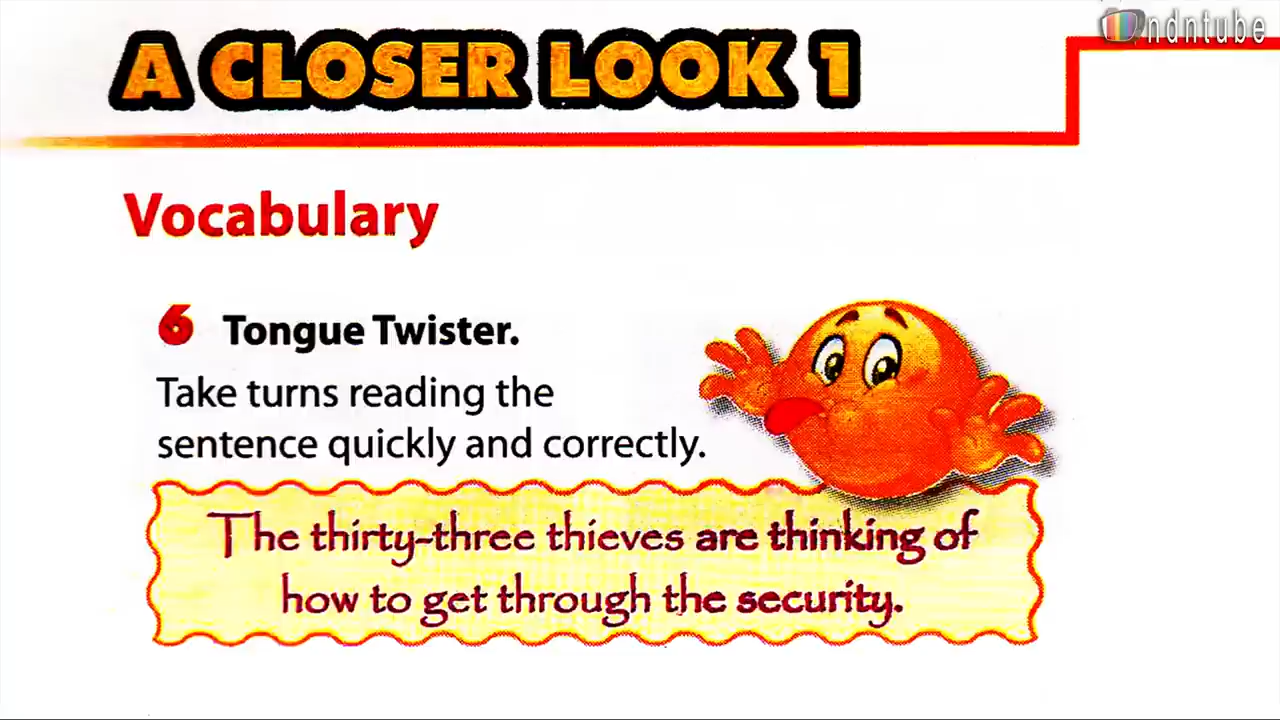 ndntube
A CLOSER LOOK 1
Vocabulary
6 Tongue Twister.
Take turns reading the
sentence quickly and correctly.
The thirty-three thieves are thinking of
how to get through the security.